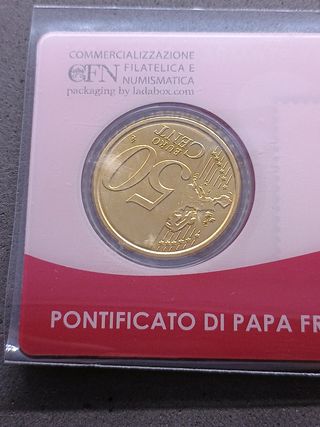 COMMERCIALIZZAZIONE
CFN FILATELICA E
NUMISMATICA
packaging by ladabox.com
50
EURO
CENT
PONTIFICATO DI PAPA FR